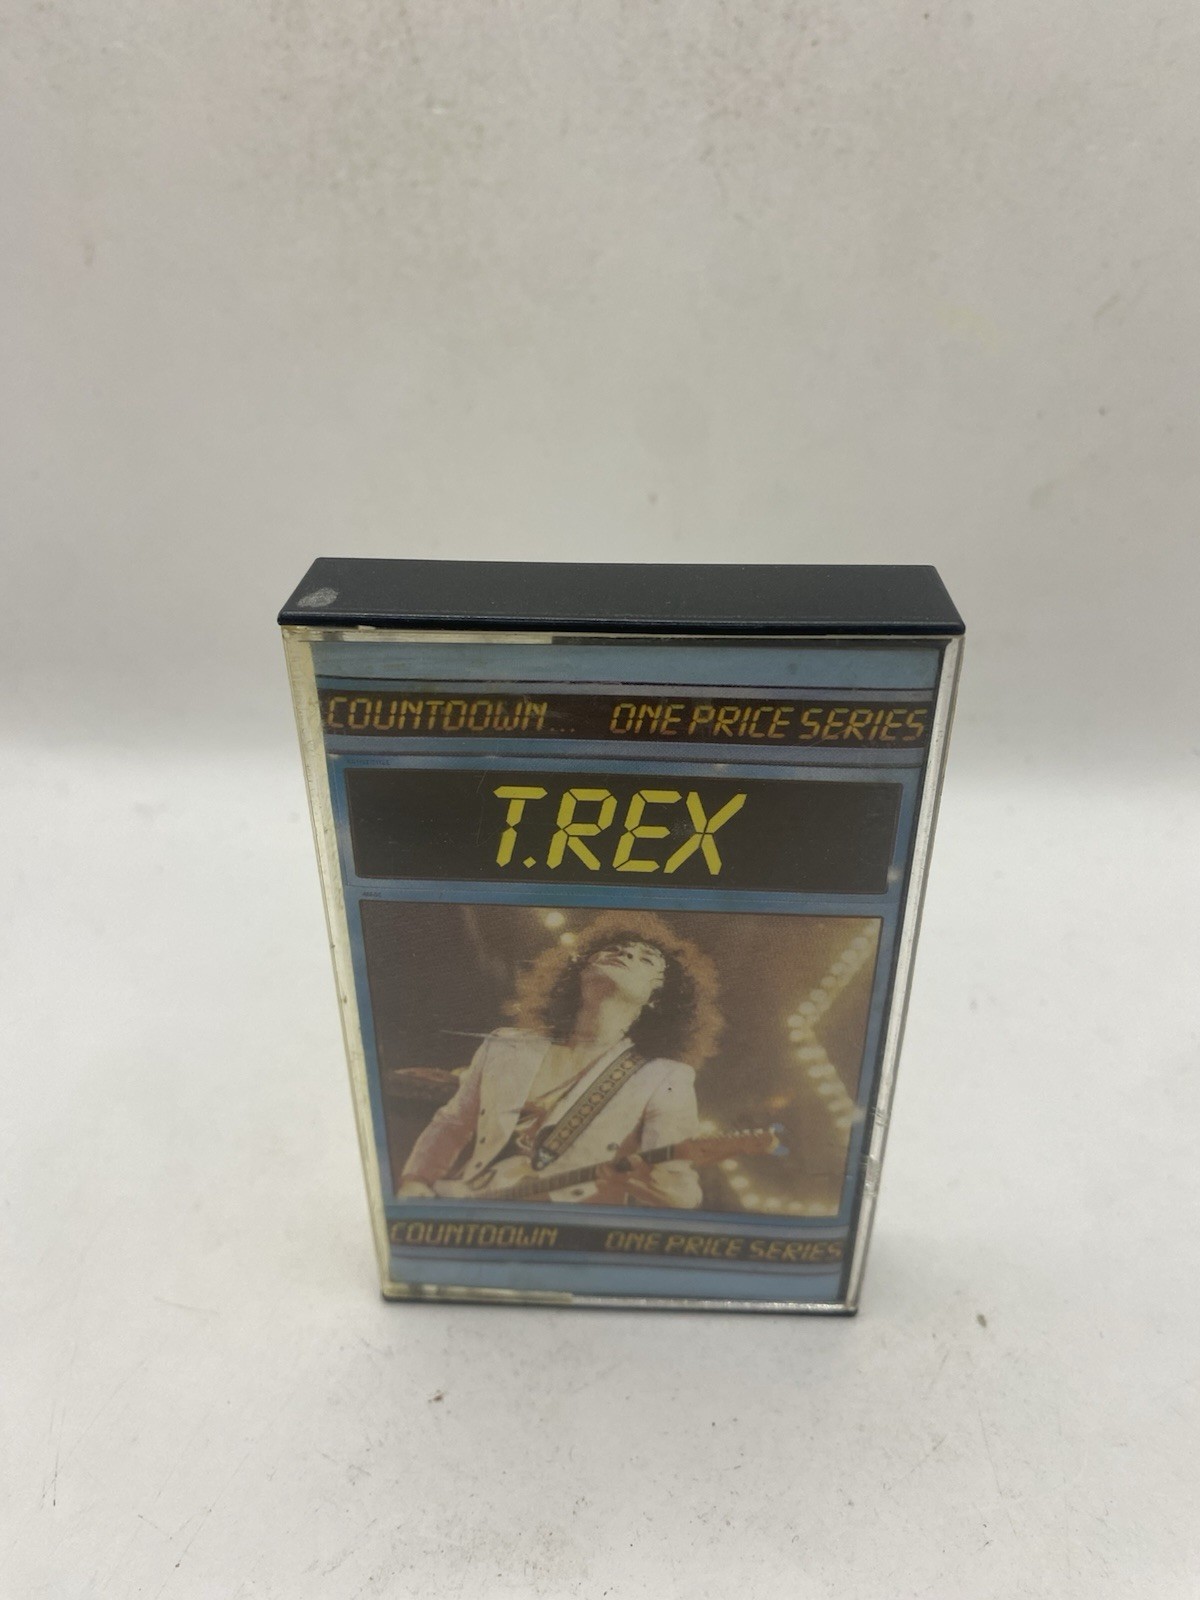 COUNTDOWN... ONE PRICE SERIES
T.REX
COUNTDOWN ONE PRICE SERIES